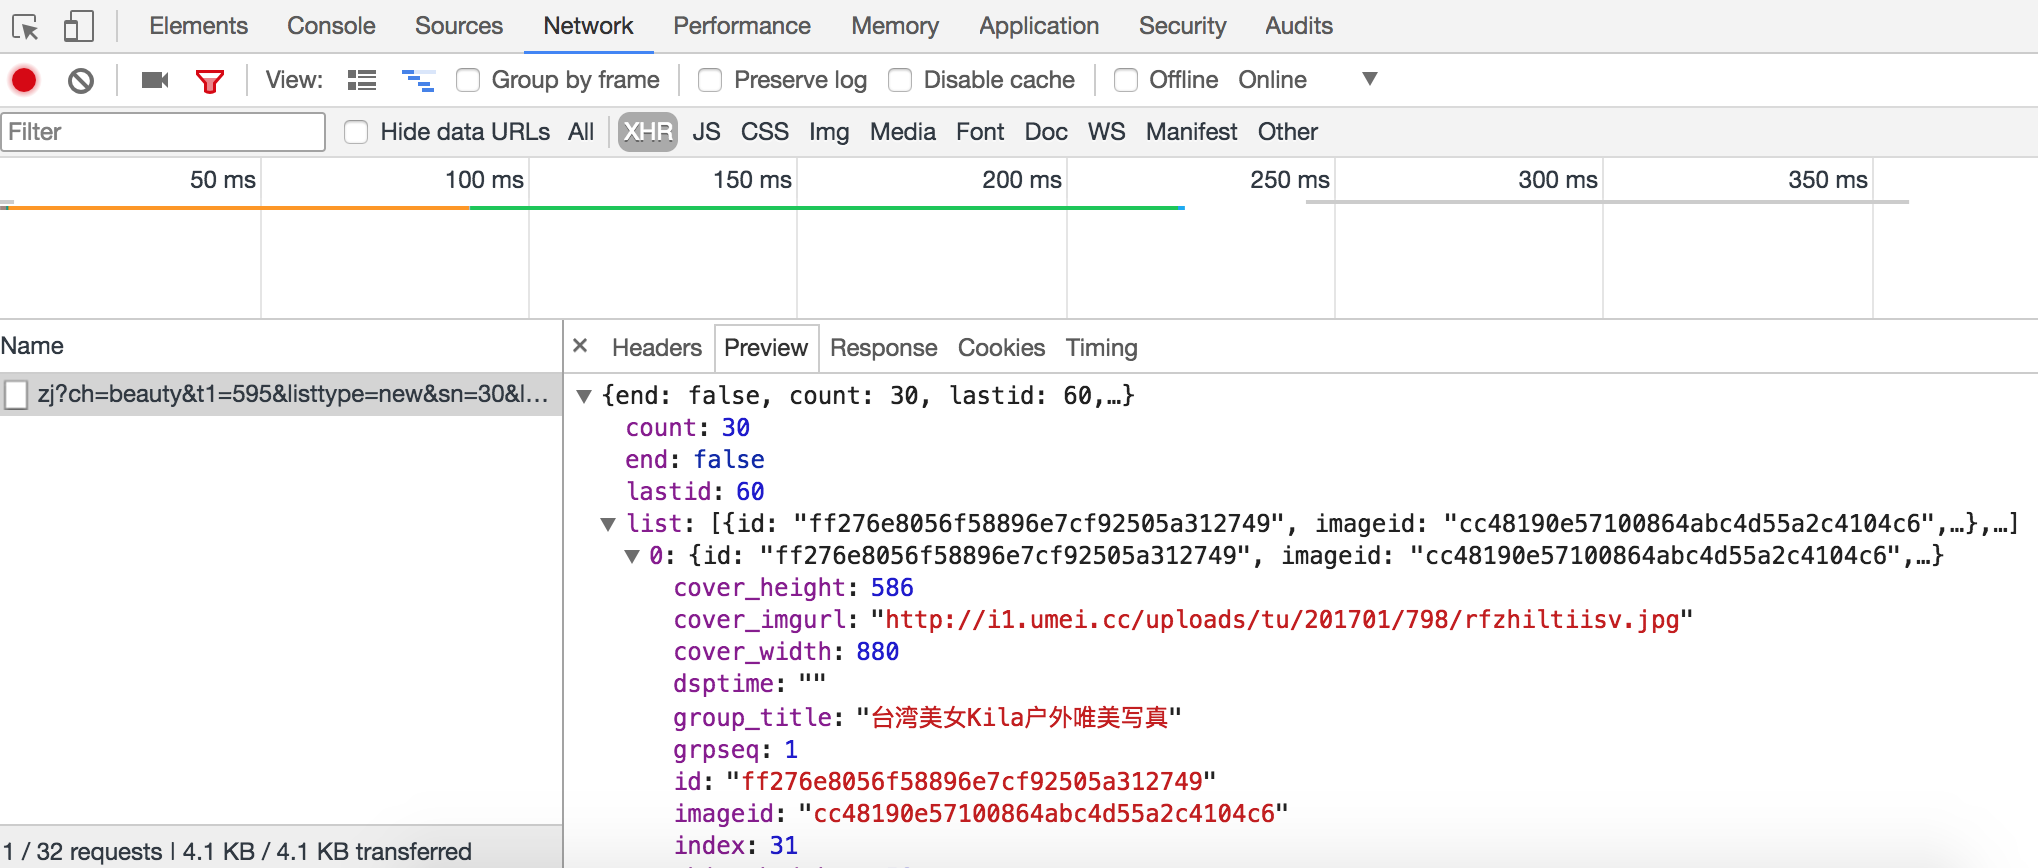 Elements Console Sources Network Performance Memory Application Security Audits
View: Group by frame Preserve log Disable cache Offline Online
Filter Hide data URLs All XHR JS CSS Img Media Font Doc WS Manifest Other
50 ms 100 ms 150 ms 200 ms 250 ms 300 ms 350 ms
Name
zj?ch=beauty&t1=595&listtype=new&sn=30&l...
1 / 32 requests | 4.1 KB / 4.1 KB transferred
× Headers Preview Response Cookies Timing
{end: false, count: 30, lastid: 60,…}
count: 30
end: false
lastid: 60
list: [{id: "ff276e8056f58896e7cf92505a312749", imageid: "cc48190e57100864abc4d55a2c4104c6",…},…]
0: {id: "ff276e8056f58896e7cf92505a312749", imageid: "cc48190e57100864abc4d55a2c4104c6",…}
cover_height: 586
cover_imgurl: "http://i1.umei.cc/uploads/tu/201701/798/rfzhiltiisv.jpg"
cover_width: 880
dsptime: ""
group_title: "台湾美女Kila户外唯美写真"
grpseq: 1
id: "ff276e8056f58896e7cf92505a312749"
imageid: "cc48190e57100864abc4d55a2c4104c6"
index: 31